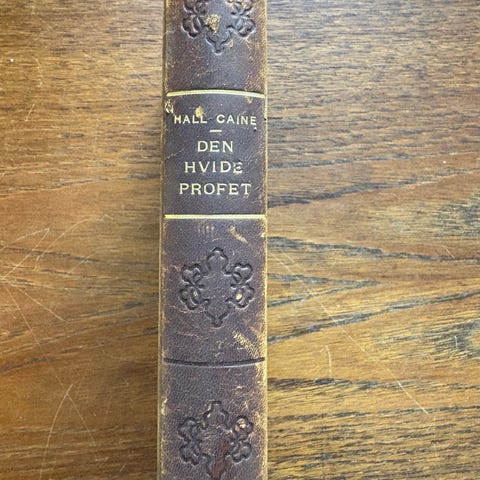 HALL CAINE
DEN
HVIDE
PROFET